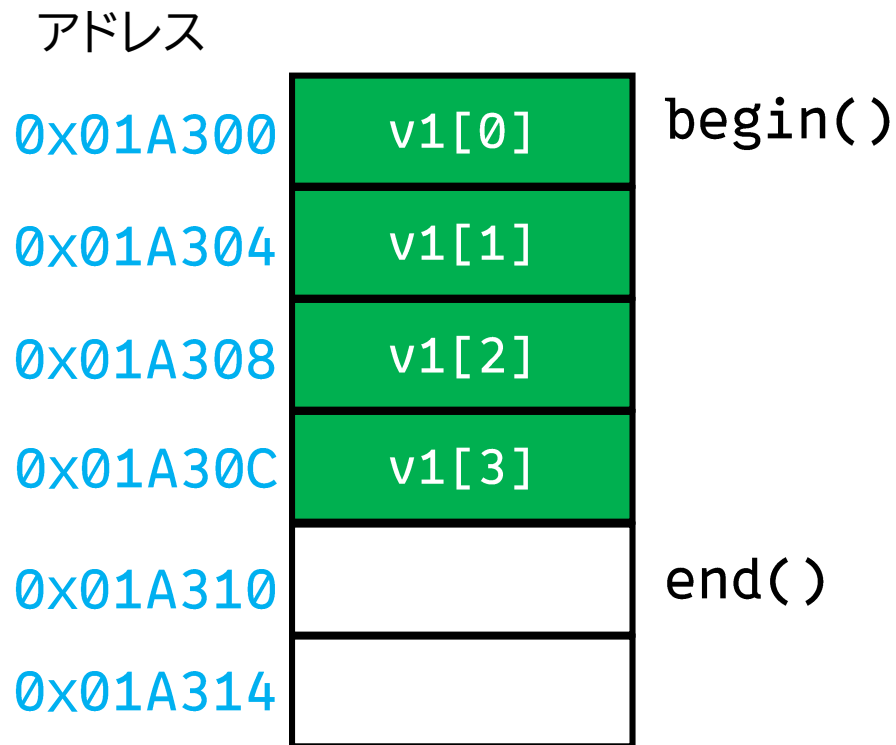 アドレス
0x01A300 v1[0] begin()
0x01A304 v1[1]
0x01A308 v1[2]
0x01A30C v1[3]
0x01A310 end()
0x01A314